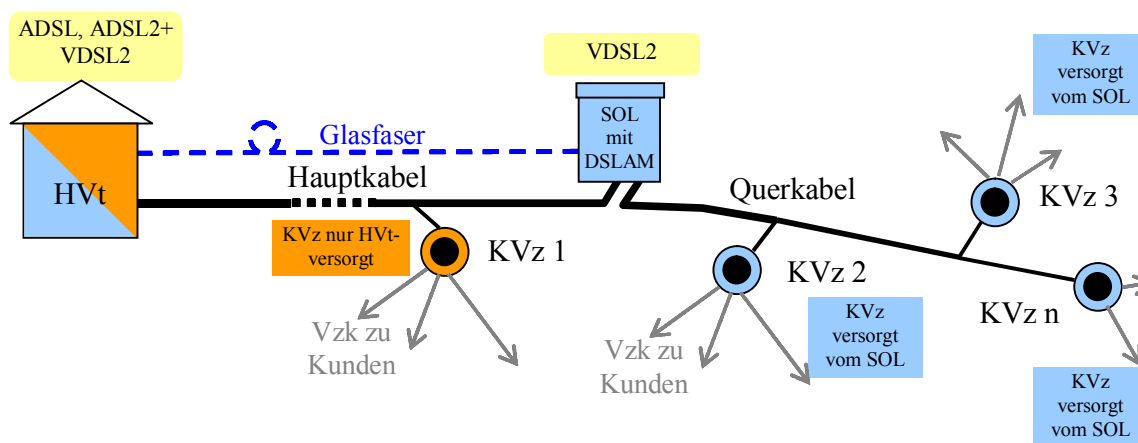 ADSL, ADSL2+
VDSL2
HVt
Glasfaser
Hauptkabel
VDSL2
SOL
mit
DSLAM
KVz nur HVt-
versorgt
KVz 1
Vzk zu
Kunden
Querkabel
KVz 2
Vzk zu
Kunden
KVz
versorgt
vom SOL
KVz
versorgt
vom SOL
KVz 3
KVz n
KVz
versorgt
vom SOL